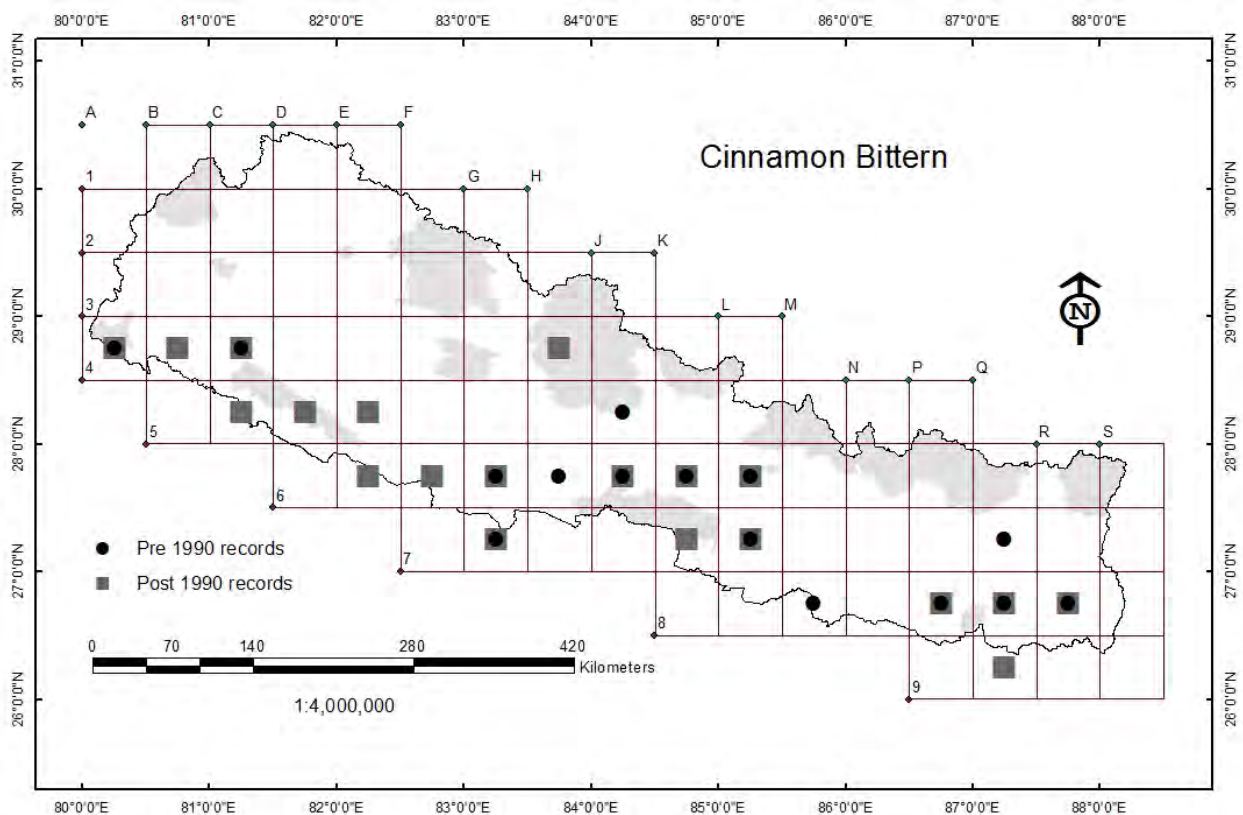 80°0'0"E 81°0'0"E 82°0'0"E 83°0'0"E 84°0'0"E 85°0'0"E 86°0'0"E 87°0'0"E 88°0'0"E
31°0'0"N 31°0'0"N
A B C D E F
Cinnamon Bittern
1 G H
30°0'0"N 30°0'0"N
2 J K
3 L M
29°0'0"N 29°0'0"N
N
4 N P Q
5 R S
28°0'0"N 28°0'0"N
6
Pre 1990 records
7
Post 1990 records
27°0'0"N 27°0'0"N
8
0 70 140 280 420
Kilometers
9
1:4,000,000
26°0'0"N 26°0'0"N
80°0'0"E 81°0'0"E 82°0'0"E 83°0'0"E 84°0'0"E 85°0'0"E 86°0'0"E 87°0'0"E 88°0'0"E